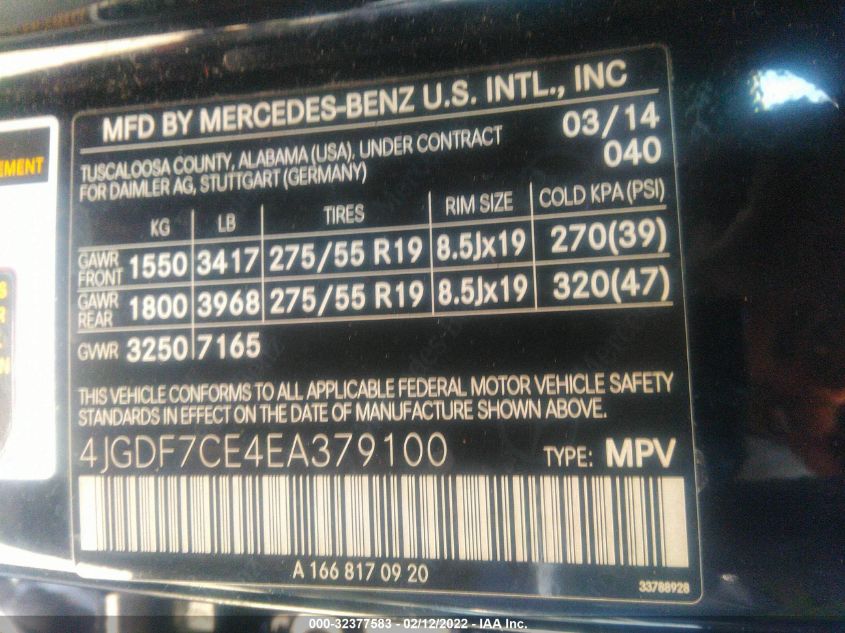 MFD BY MERCEDES-BENZ U.S. INTL., INC
TUSCALOOSA COUNTY, ALABAMA (USA), UNDER CONTRACT 03/14
FOR DAIMLER AG, STUTTGART (GERMANY) 040
KG LB TIRES RIM SIZE COLD KPA (PSI)
GAWR FRONT 1550 3417 275/55 R19 8.5Jx19 270(39)
GAWR REAR 1800 3968 275/55 R19 8.5Jx19 320(47)
GVWR 3250 7165
THIS VEHICLE CONFORMS TO ALL APPLICABLE FEDERAL MOTOR VEHICLE SAFETY
STANDARDS IN EFFECT ON THE DATE OF MANUFACTURE SHOWN ABOVE.
4JGDF7CE4EA379100 TYPE: MPV
A 166 817 09 20
33788928
000-32377583 - 02/12/2022 - IAA Inc.